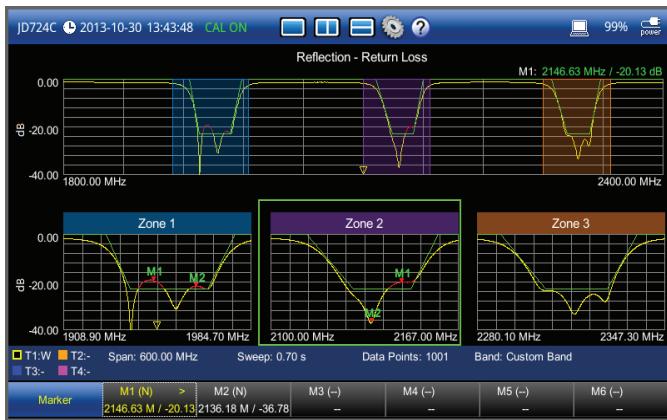 JD724C 2013-10-30 13:43:48 CAL ON ? 99% power
Reflection - Return Loss
M1: 2146.63 MHz / -20.13 dB
0.00
dB
-20.00
-40.00
1800.00 MHz 2400.00 MHz
Zone 1 Zone 2 Zone 3
0.00
M1 M2 M1
dB
-20.00
M2
-40.00
1908.90 MHz 1984.70 MHz 2100.00 MHz 2167.00 MHz 2280.10 MHz 2347.30 MHz
T1:W T2:- Span: 600.00 MHz Sweep: 0.70 s Data Points: 1001 Band: Custom Band
T3:- T4:-
Marker M1 (N) > M2 (N) M3 (--) M4 (--) M5 (--) M6 (--)
2146.63 M / -20.13 2136.18 M / -36.78 -- -- -- --